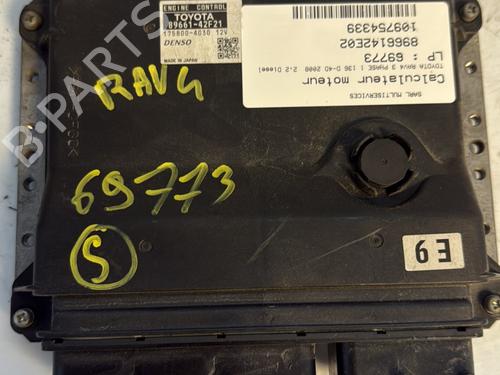 ENGINE CONTROL
TOYOTA
89661-42F21
175800-4030 12V
DENSO
MADE IN JAPAN
SARL MULTISERVICES
Calculateur moteur
TOYOTA RAV4 3 PHASE 1 136 D-4D 2008 2.2 Diesel
LP : 69773
8966142E02
109754339
RAV4
69773
S
E9
B-PARTS